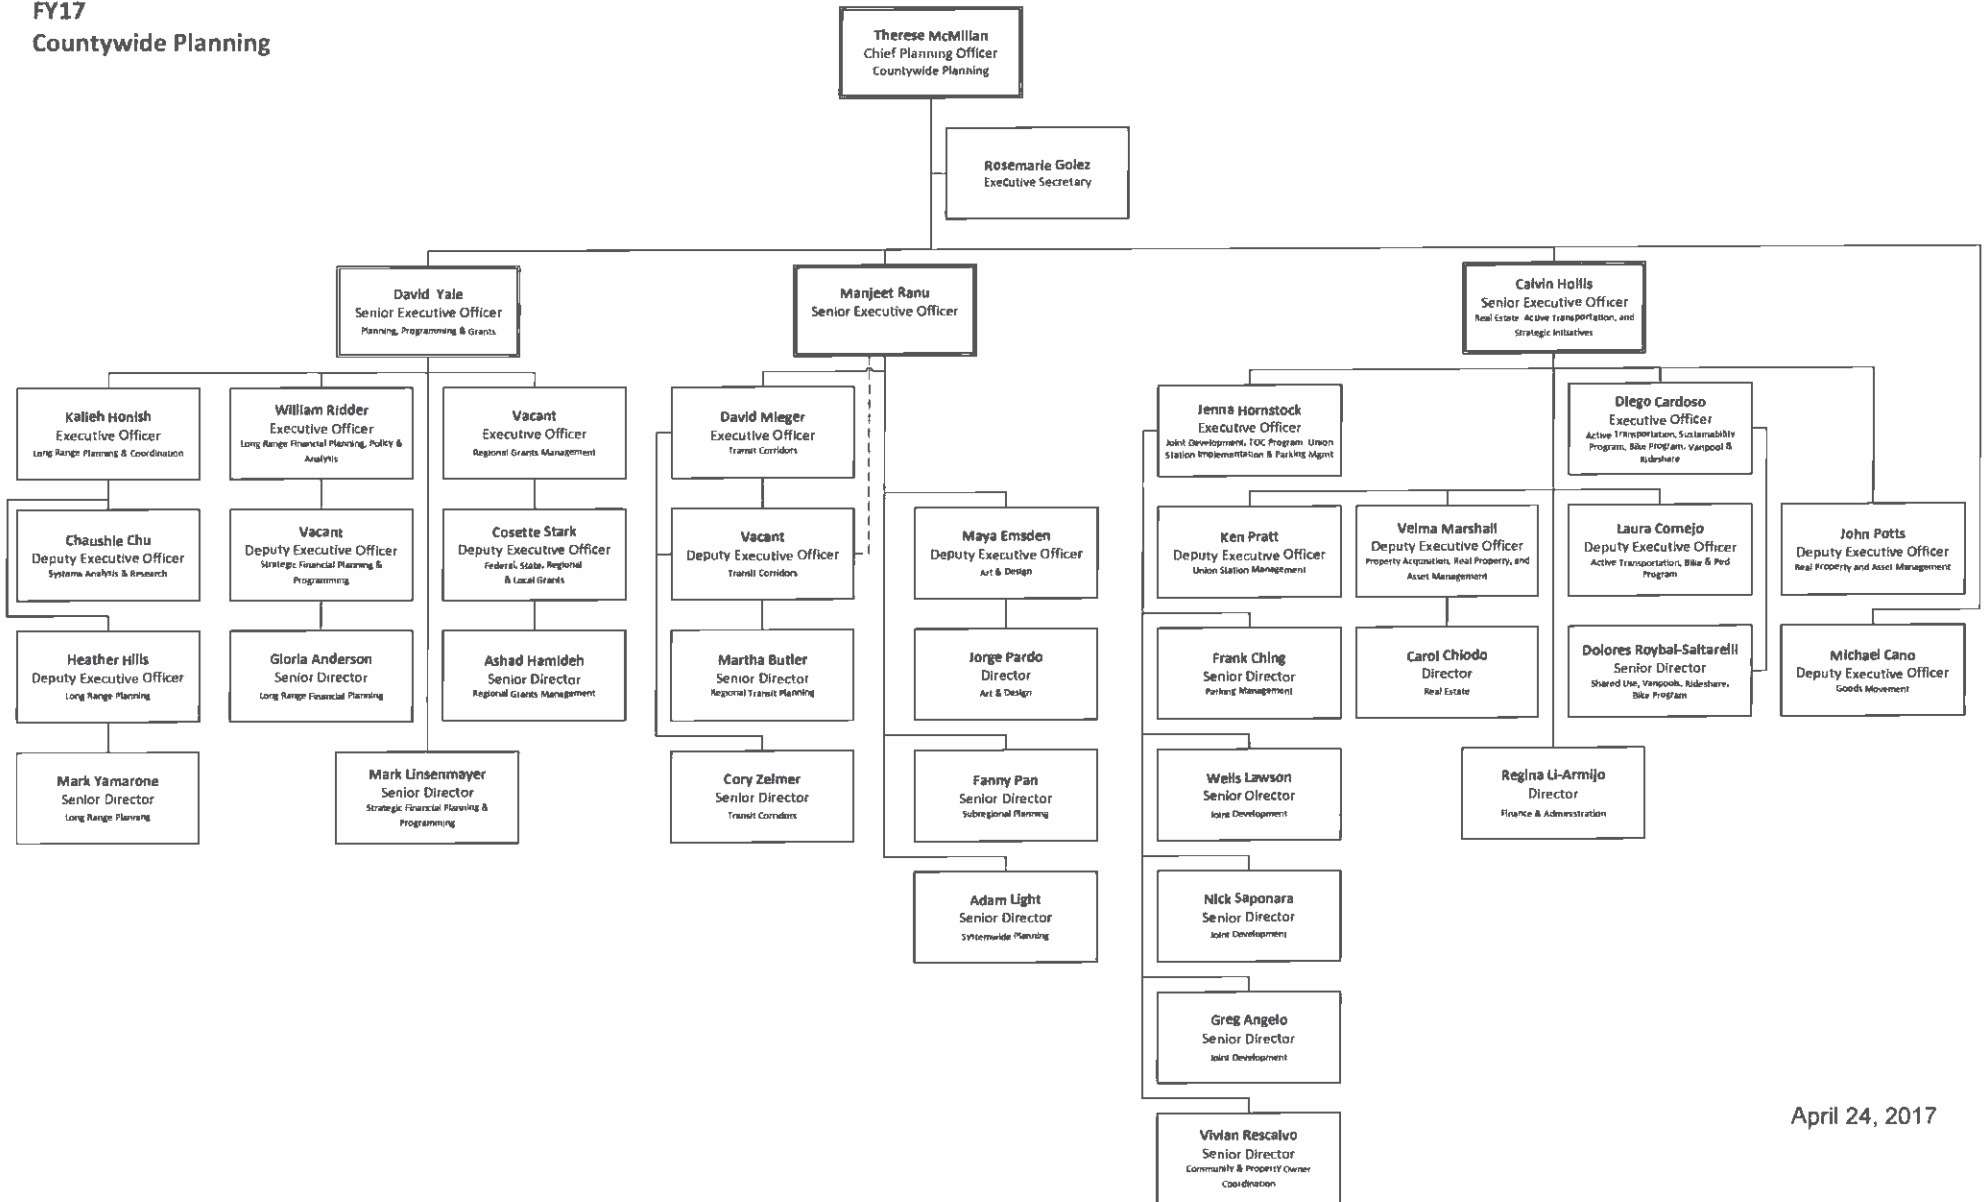 FY17
Countywide Planning
Therese McMillan
Chief Planning Officer
Countywide Planning
Rosemarie Golez
Executive Secretary
David Yale
Senior Executive Officer
Planning, Programming & Grants
Manjeet Ranu
Senior Executive Officer
Calvin Hollis
Senior Executive Officer
Real Estate Active Transportation, and
Strategic Initiatives
Kalieh Honish
Executive Officer
Long Range Planning & Coordination
William Ridder
Executive Officer
Long Range Financial Planning, Policy &
Analysis
Vacant
Executive Officer
Regional Grants Management
David Mieger
Executive Officer
Transit Corridors
Jenna Hornstock
Executive Officer
Joint Development, TOC Program Union
Station Implementation & Parking Mgmt
Diego Cardoso
Executive Officer
Active Transportation, Sustainability
Program, Bike Program, Vanpool &
Rideshare
Chaushie Chu
Deputy Executive Officer
Systems Analysis & Research
Vacant
Deputy Executive Officer
Strategic Financial Planning &
Programming
Cosette Stark
Deputy Executive Officer
Federal, State, Regional
& Local Grants
Vacant
Deputy Executive Officer
Transit Corridors
Maya Emsden
Deputy Executive Officer
Art & Design
Ken Pratt
Deputy Executive Officer
Union Station Management
Velma Marshall
Deputy Executive Officer
Property Acquisition, Real Property, and
Asset Management
Laura Cornejo
Deputy Executive Officer
Active Transportation, Bike & Ped
Program
John Potts
Deputy Executive Officer
Real Property and Asset Management
Heather Hills
Deputy Executive Officer
Long Range Planning
Gloria Anderson
Senior Director
Long Range Financial Planning
Ashad Hamideh
Senior Director
Regional Grants Management
Martha Butler
Senior Director
Regional Transit Planning
Jorge Pardo
Director
Art & Design
Frank Ching
Senior Director
Parking Management
Carol Chiodo
Director
Real Estate
Dolores Roybal-Saltarelli
Senior Director
Shared Use, Vanpools, Rideshare,
Bike Program
Michael Cano
Deputy Executive Officer
Goods Movement
Mark Yamarone
Senior Director
Long Range Planning
Mark Linsenmayer
Senior Director
Strategic Financial Planning &
Programming
Cory Zelmer
Senior Director
Transit Corridors
Fanny Pan
Senior Director
Subregional Planning
Wells Lawson
Senior Director
Joint Development
Regina Li-Armijo
Director
Finance & Administration
Adam Light
Senior Director
Systemwide Planning
Nick Saponara
Senior Director
Joint Development
Greg Angelo
Senior Director
Joint Development
Vivian Rescalvo
Senior Director
Community & Property Owner
Coordination
April 24, 2017